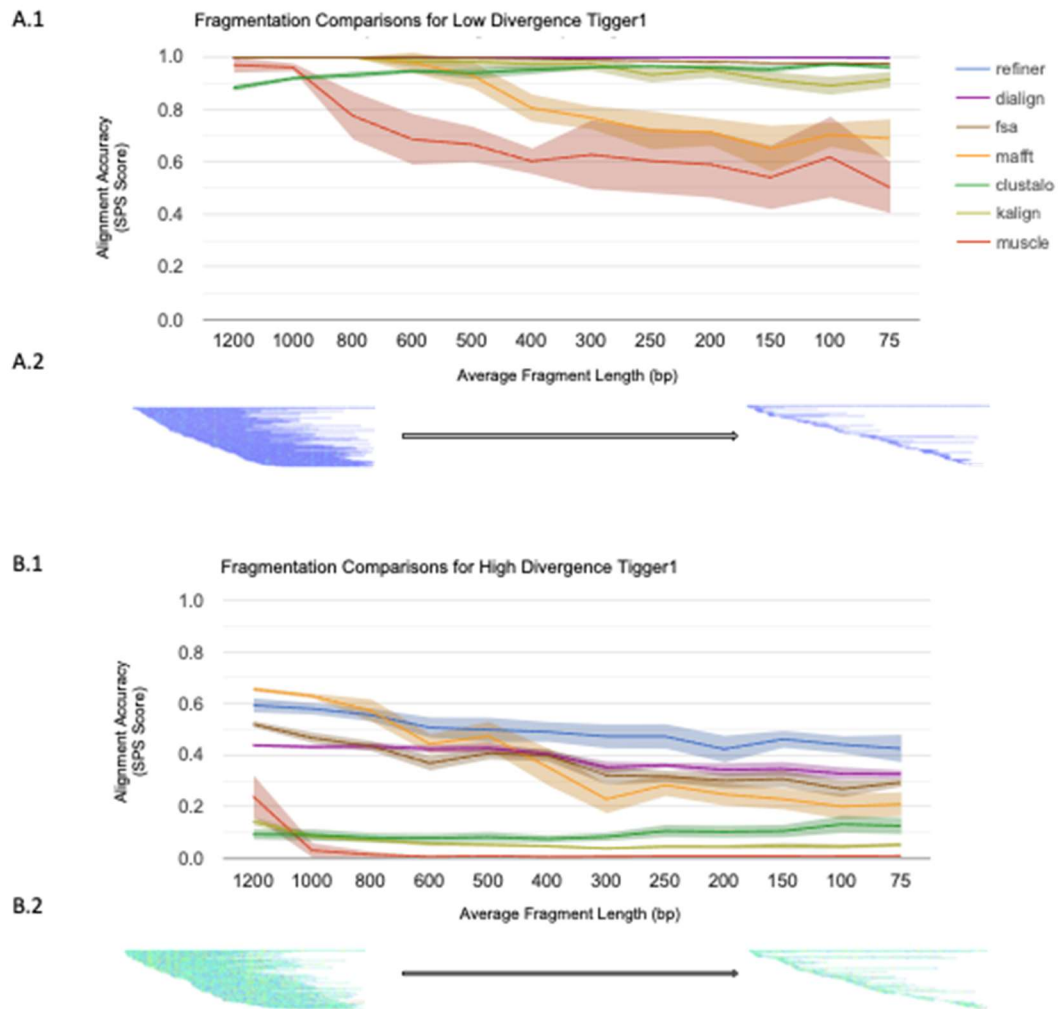 A.1
Fragmentation Comparisons for Low Divergence Tigger1
Alignment Accuracy
(SPS Score)
1.0
0.8
0.6
0.4
0.2
0.0
1200 1000 800 600 500 400 300 250 200 150 100 75
Average Fragment Length (bp)
refiner
dialign
fsa
mafft
clustalo
kalign
muscle
A.2
B.1
Fragmentation Comparisons for High Divergence Tigger1
Alignment Accuracy
(SPS Score)
1.0
0.8
0.6
0.4
0.2
0.0
1200 1000 800 600 500 400 300 250 200 150 100 75
Average Fragment Length (bp)
B.2